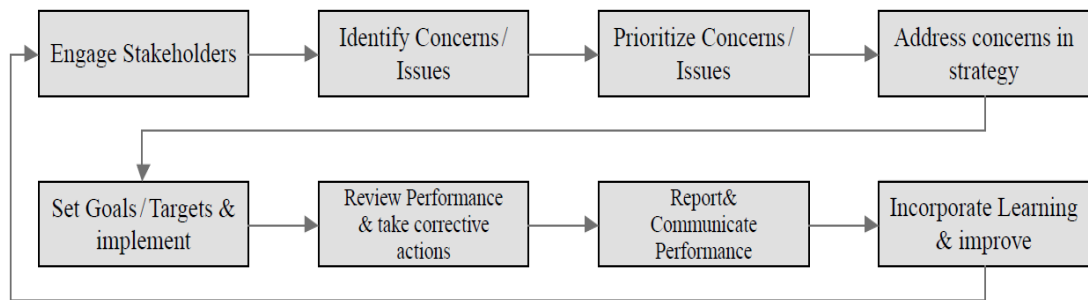 Engage Stakeholders
Identify Concerns/
Issues
Prioritize Concerns/
Issues
Address concerns in
strategy
Set Goals/Targets &
implement
Review Performance
& take corrective
actions
Report&
Communicate
Performance
Incorporate Learning
& improve